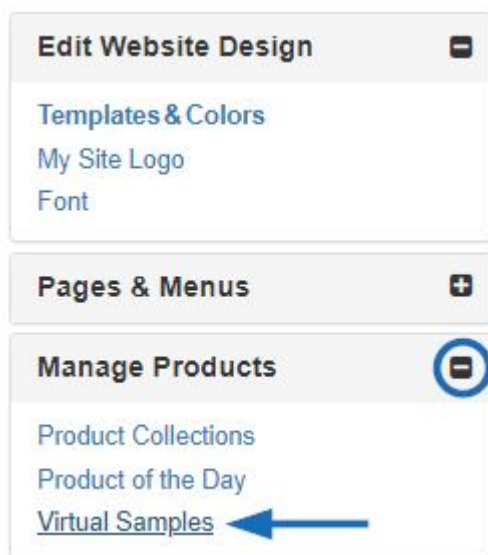 Edit Website Design
Templates & Colors
My Site Logo
Font
Pages & Menus
Manage Products
Product Collections
Product of the Day
Virtual Samples